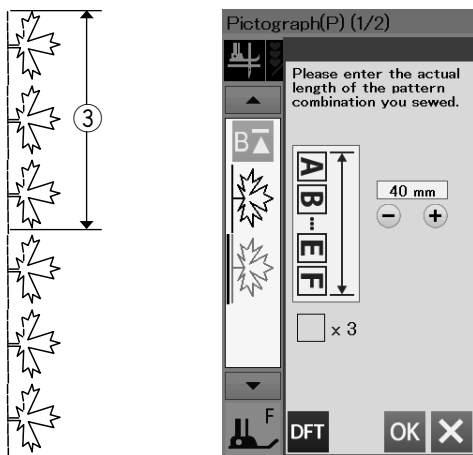 ③
Pictograph(P) (1/2)
Please enter the actual
length of the pattern
combination you sewed.
B
A
B
E
F
40 mm
x 3
F
DFT
OK